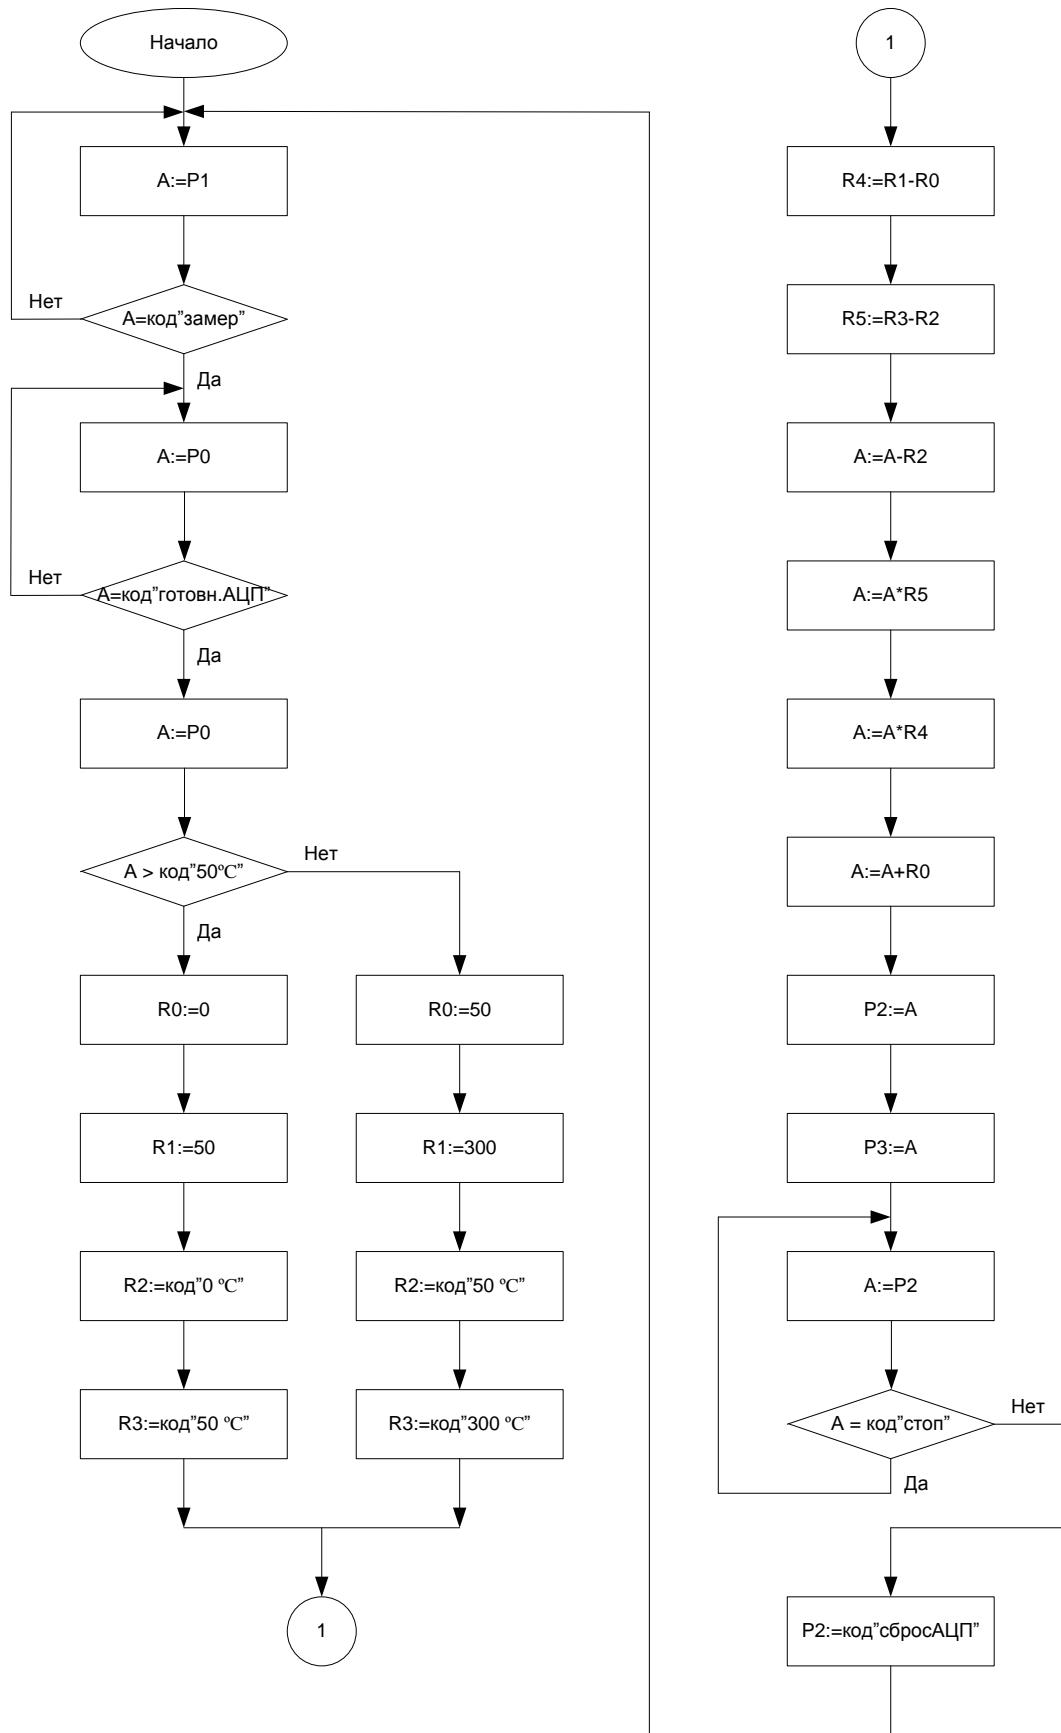 Начало
A:=P1
Нет
A=код"замер"
Да
A:=P0
Нет
A=код"готовн.АЦП"
Да
A:=P0
A > код"50ºC"
Нет
Да
R0:=0
R0:=50
R1:=50
R1:=300
R2:=код"0 ºC"
R2:=код"50 ºC"
R3:=код"50 ºC"
R3:=код"300 ºC"
1
1
R4:=R1-R0
R5:=R3-R2
A:=A-R2
A:=A*R5
A:=A*R4
A:=A+R0
P2:=A
P3:=A
A:=P2
A = код"стоп"
Нет
Да
P2:=код"сбросАЦП"